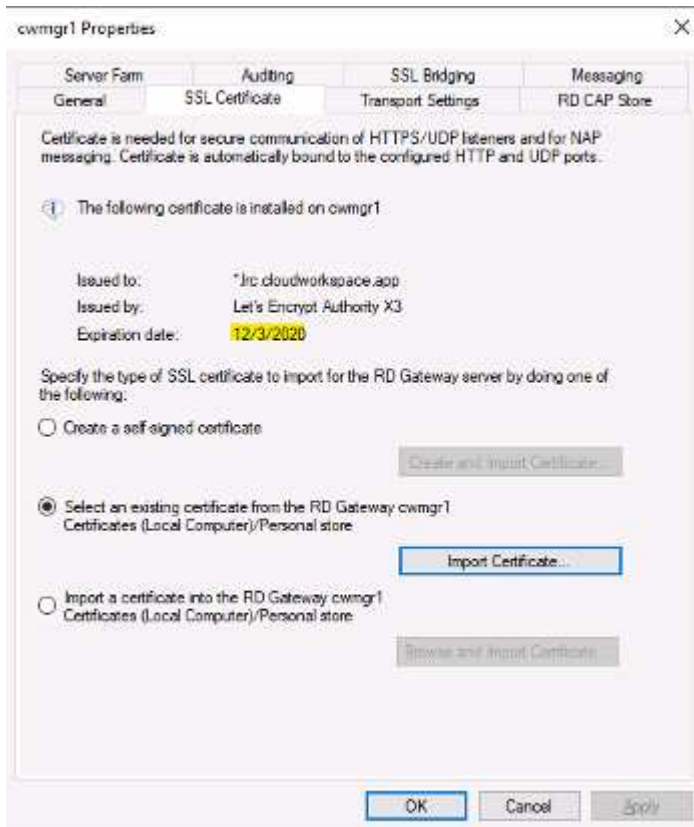 cwmgr1 Properties
Server Farm Auditing SSL Bridging Messaging
General SSL Certificate Transport Settings RD CAP Store
Certificate is needed for secure communication of HTTPS/UDP listeners and for NAP
messaging. Certificate is automatically bound to the configured HTTP and UDP ports.
The following certificate is installed on cwmgr1
Issued to: *.lrc.cloudworkspace.app
Issued by: Let's Encrypt Authority X3
Expiration date: 12/3/2020
Specify the type of SSL certificate to import for the RD Gateway server by doing one of
the following:
Create a self-signed certificate
Create and Import Certificate...
Select an existing certificate from the RD Gateway cwmgr1
Certificates (Local Computer)/Personal store
Import Certificate...
Import a certificate into the RD Gateway cwmgr1
Certificates (Local Computer)/Personal store
Browse and Import Certificate...
OK Cancel Apply